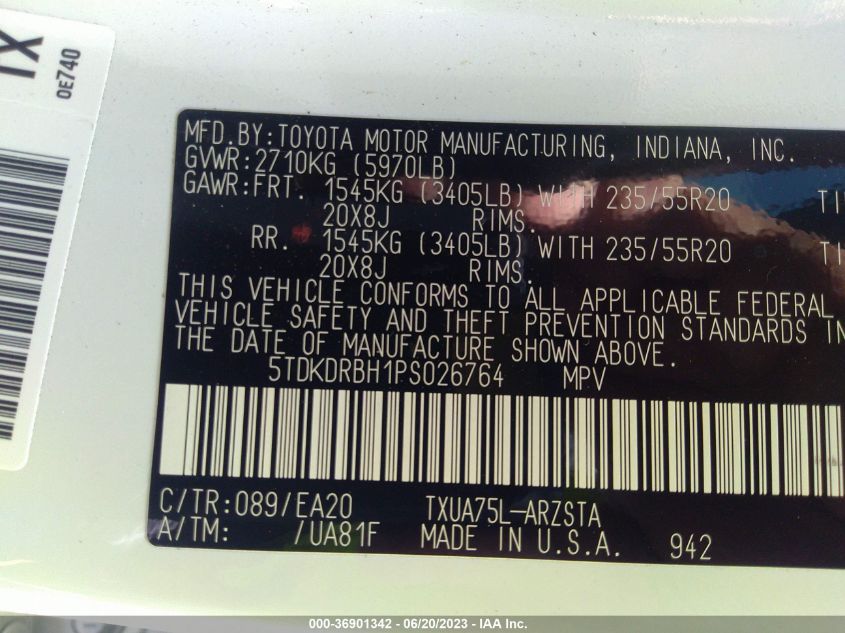 TX
0E740
MFD.BY:TOYOTA MOTOR MANUFACTURING, INDIANA, INC.
GVWR:2710KG (5970LB)
GAWR:FRT. 1545KG (3405LB) WITH 235/55R20 TI
20X8J RIMS.
RR. 1545KG (3405LB) WITH 235/55R20 TI
20X8J RIMS.
THIS VEHICLE CONFORMS TO ALL APPLICABLE FEDERAL
VEHICLE SAFETY AND THEFT PREVENTION STANDARDS IN
THE DATE OF MANUFACTURE SHOWN ABOVE.
5TDKDRBH1PS026764 MPV
C/TR:089/EA20 TXUA75L-ARZSTA
A/TM: /UA81F MADE IN U.S.A. 942
000-36901342 - 06/20/2023 - IAA Inc.